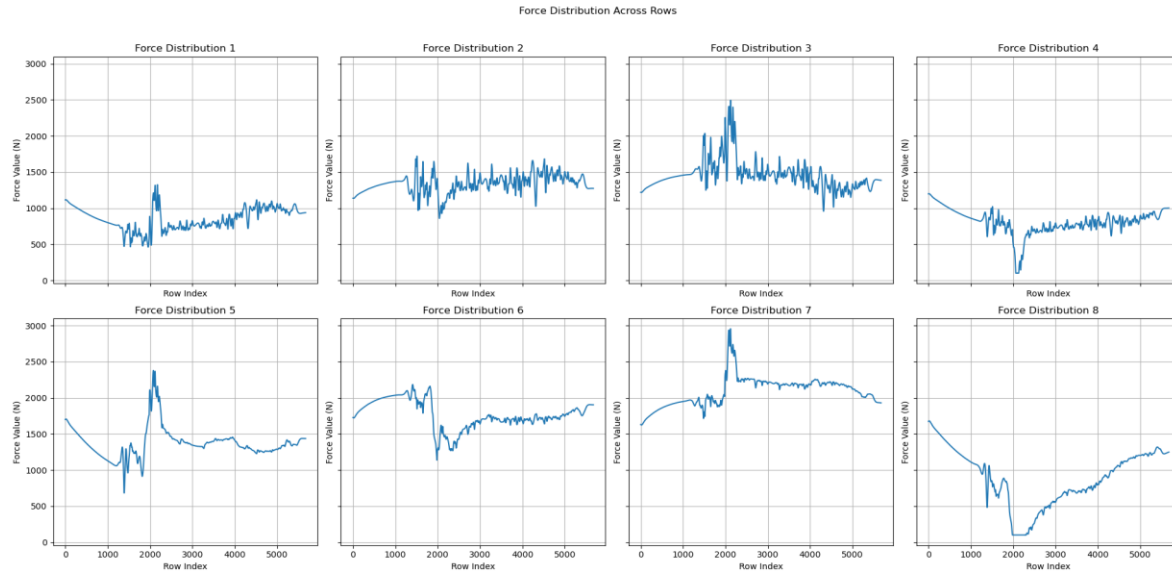 Force Distribution Across Rows
Force Distribution 1
Force Distribution 2
Force Distribution 3
Force Distribution 4
3000
2500
2000
1500
1000
500
0
Force Value (N)
Force Value (N)
Force Value (N)
Force Value (N)
Row Index
Row Index
Row Index
Row Index
Force Distribution 5
Force Distribution 6
Force Distribution 7
Force Distribution 8
3000
2500
2000
1500
1000
500
0
Force Value (N)
Force Value (N)
Force Value (N)
Force Value (N)
0 1000 2000 3000 4000 5000
0 1000 2000 3000 4000 5000
0 1000 2000 3000 4000 5000
0 1000 2000 3000 4000 5000
Row Index
Row Index
Row Index
Row Index